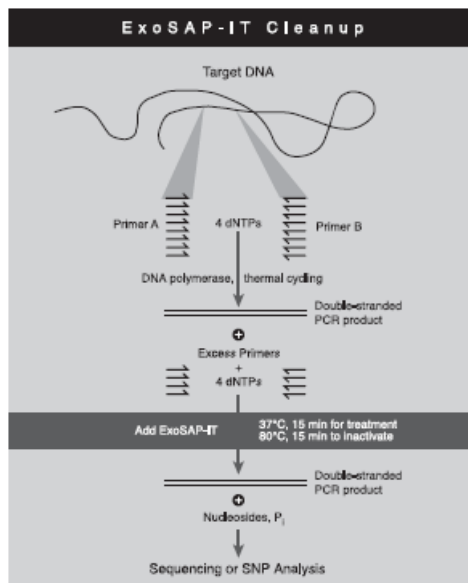 ExoSAP-IT Cleanup
Target DNA
Primer A
4 dNTPs
Primer B
DNA polymerase, thermal cycling
Double-stranded
PCR product
+
Excess Primers
+
4 dNTPs
Add ExoSAP-IT
37°C, 15 min for treatment
80°C, 15 min to inactivate
Double-stranded
PCR product
+
Nucleosides, Pi
Sequencing or SNP Analysis